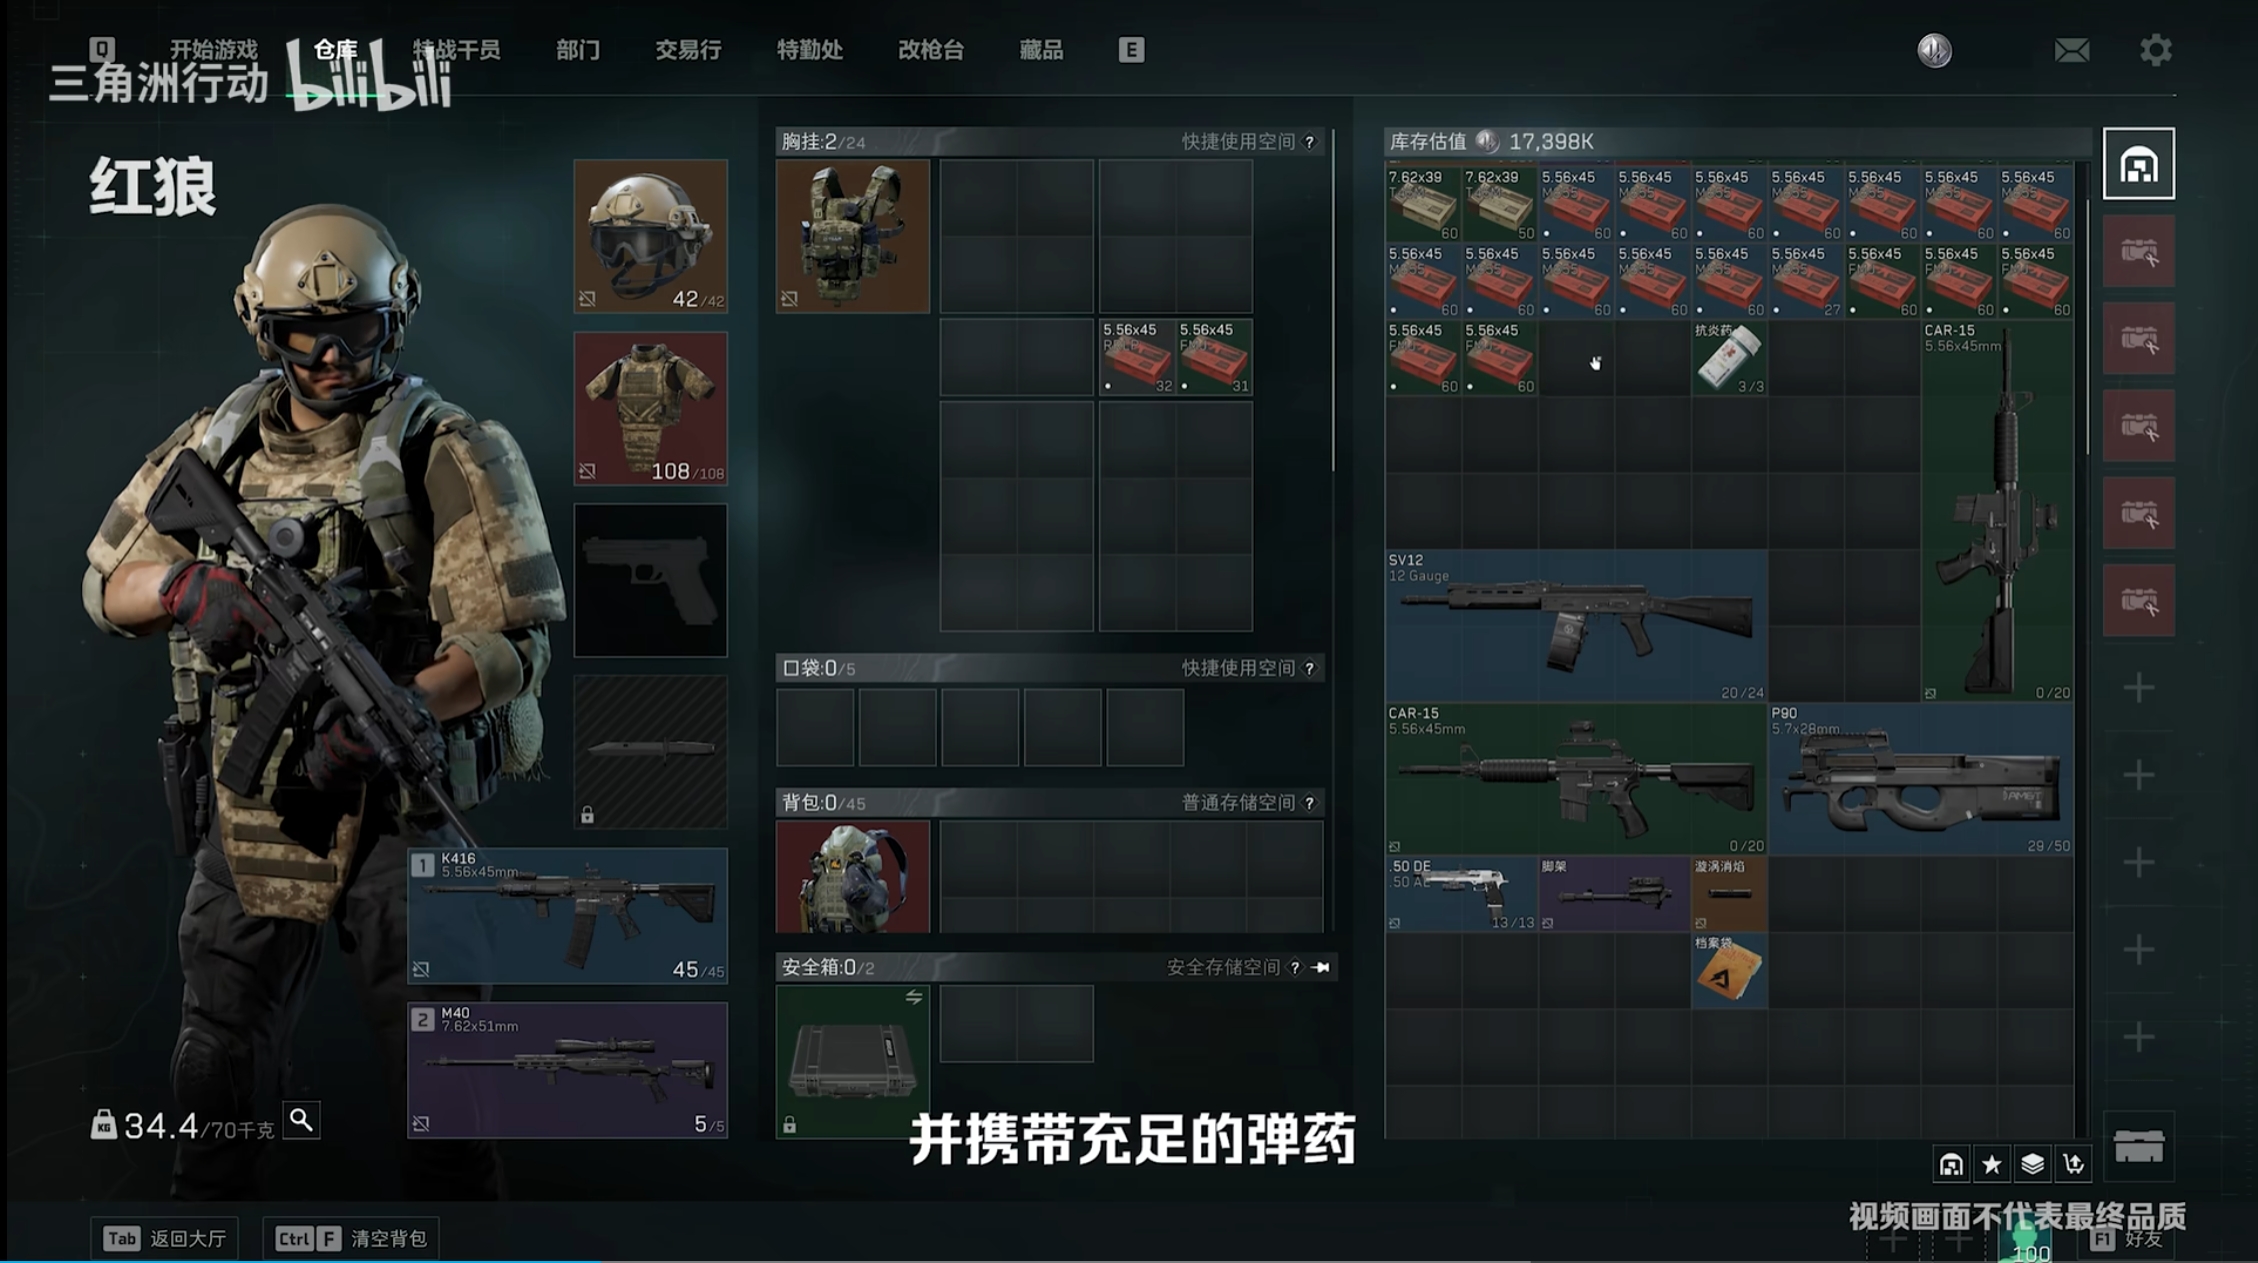 Q 开始游戏 仓库 特战干员 部门 交易行 特勤处 改枪台 藏品 E
三角洲行动 bilibili
红狼
42/42
108/108
1 K416
5.56x45mm
45/45
2 M40
7.62x51mm
5/5
KG 34.4/70千克
胸挂:2/24 快捷使用空间 ?
5.56x45 5.56x45
32 31
口袋:0/5 快捷使用空间 ?
背包:0/45 普通存储空间 ?
安全箱:0/2 安全存储空间 ?
库存估值 17,398K
7.62x39 7.62x39 5.56x45 5.56x45 5.56x45 5.56x45 5.56x45 5.56x45 5.56x45
60 50 60 60 60 60 60 60 60
5.56x45 5.56x45 5.56x45 5.56x45 5.56x45 5.56x45 5.56x45 5.56x45 5.56x45
60 60 60 60 60 27 60 60 60
5.56x45 5.56x45 抗炎药 CAR-15
5.56x45mm
60 60 3/3
SV12
12 Gauge
20/24 0/20
CAR-15 P90
5.56x45mm 5.7x28mm
0/20 29/50
.50 DE 脚架 漩涡消焰
.50 AE
13/13
档案袋
并携带充足的弹药
视频画面不代表最终品质
Tab 返回大厅 Ctrl F 清空背包 F1 好友
100